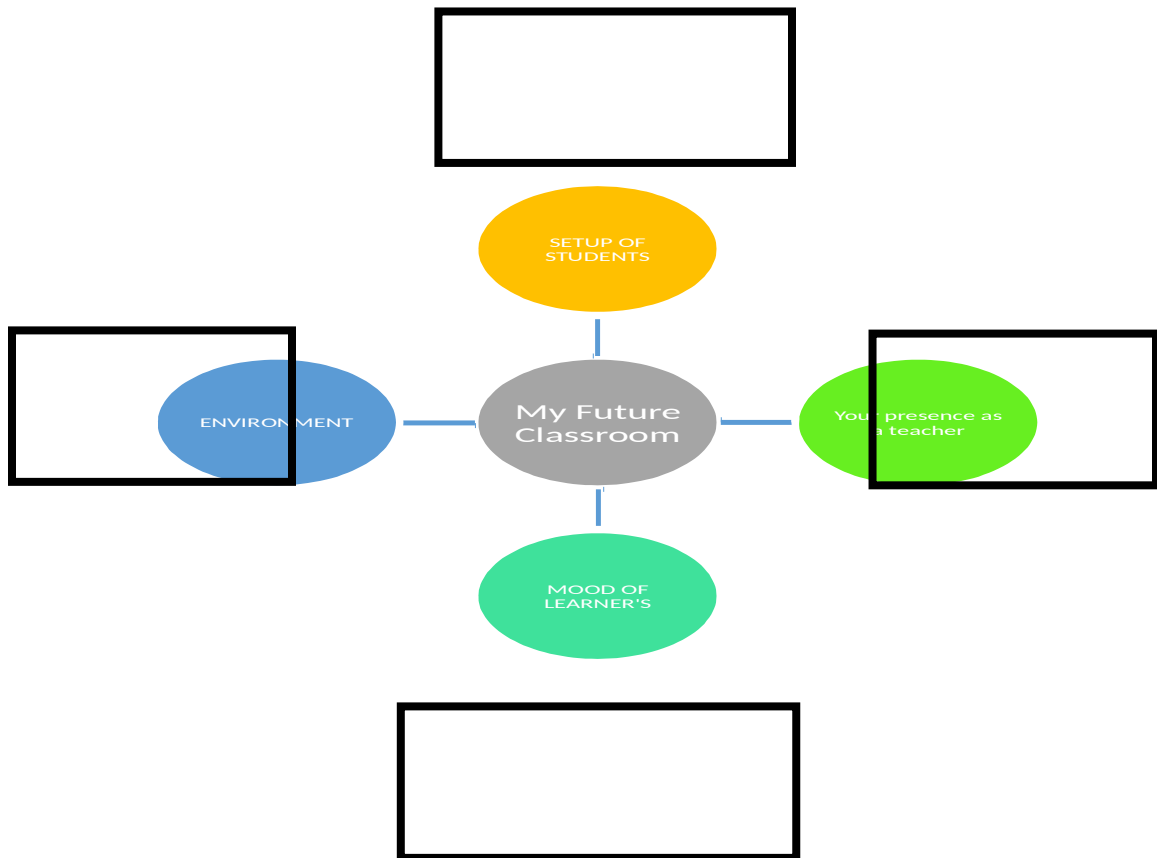 SETUP OF
STUDENTS
ENVIRONMENT
My Future
Classroom
Your presence as
a teacher
MOOD OF
LEARNER'S